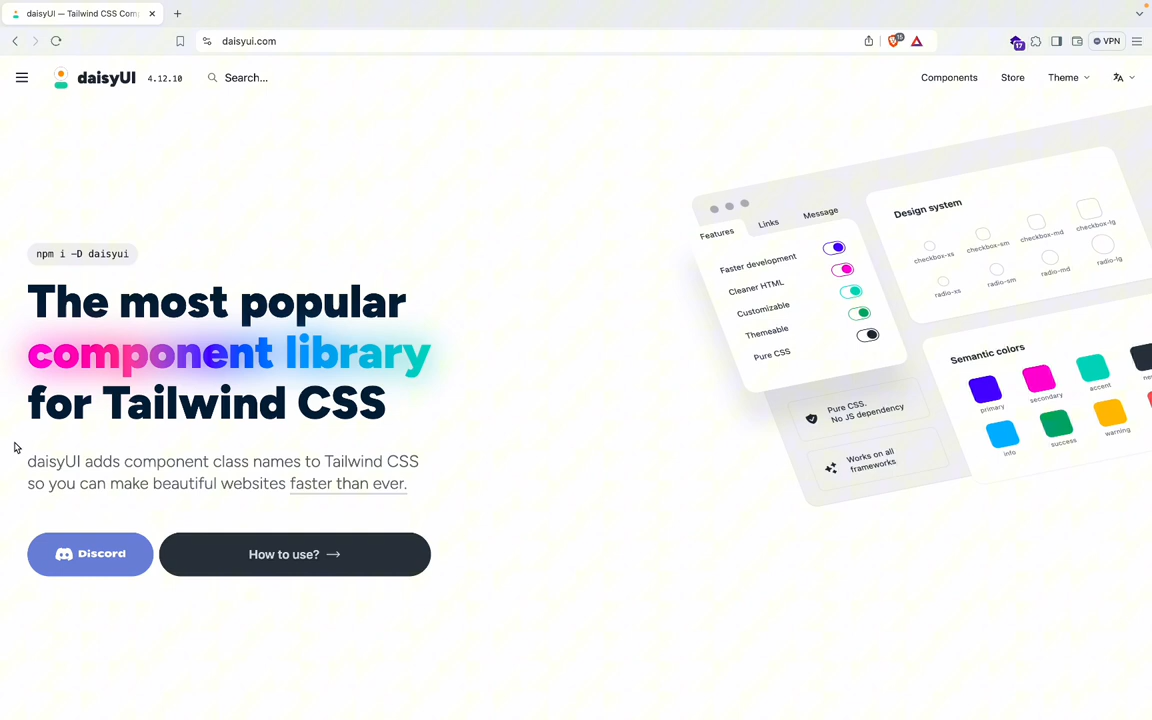 daisyUI — Tailwind CSS Com
daisyui.com
15
17
VPN
daisyUI 4.12.10 Search...
Components Store Theme
npm i -D daisyui
The most popular
component library
for Tailwind CSS
daisyUI adds component class names to Tailwind CSS
so you can make beautiful websites faster than ever.
Discord
How to use? →
Features Links Message
Faster development
Cleaner HTML
Customizable
Themeable
Pure CSS
Design system
checkbox-xs checkbox-sm checkbox-md checkbox-lg
radio-xs radio-sm radio-md radio-lg
Pure CSS.
No JS dependency
Works on all
frameworks
Semantic colors
primary secondary accent
info success warning